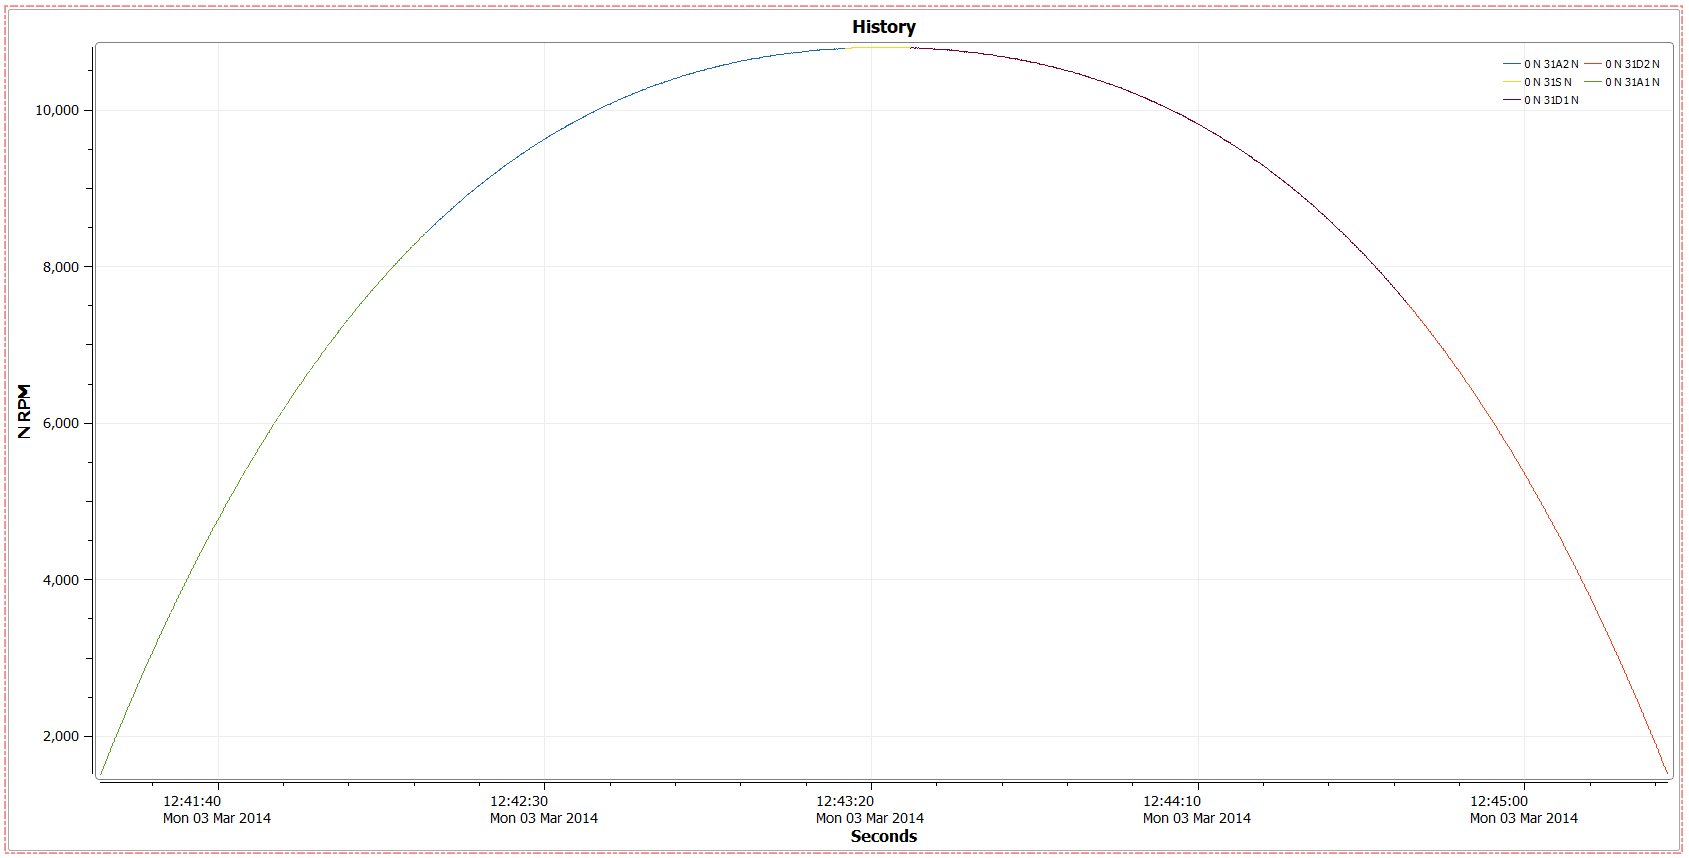 History
0 N 31A2 N 0 N 31D2 N
0 N 31S N 0 N 31A1 N
0 N 31D1 N
10,000
8,000
6,000
4,000
2,000
N RPM
12:41:40 12:42:30 12:43:20 12:44:10 12:45:00
Mon 03 Mar 2014 Mon 03 Mar 2014 Mon 03 Mar 2014 Mon 03 Mar 2014 Mon 03 Mar 2014
Seconds